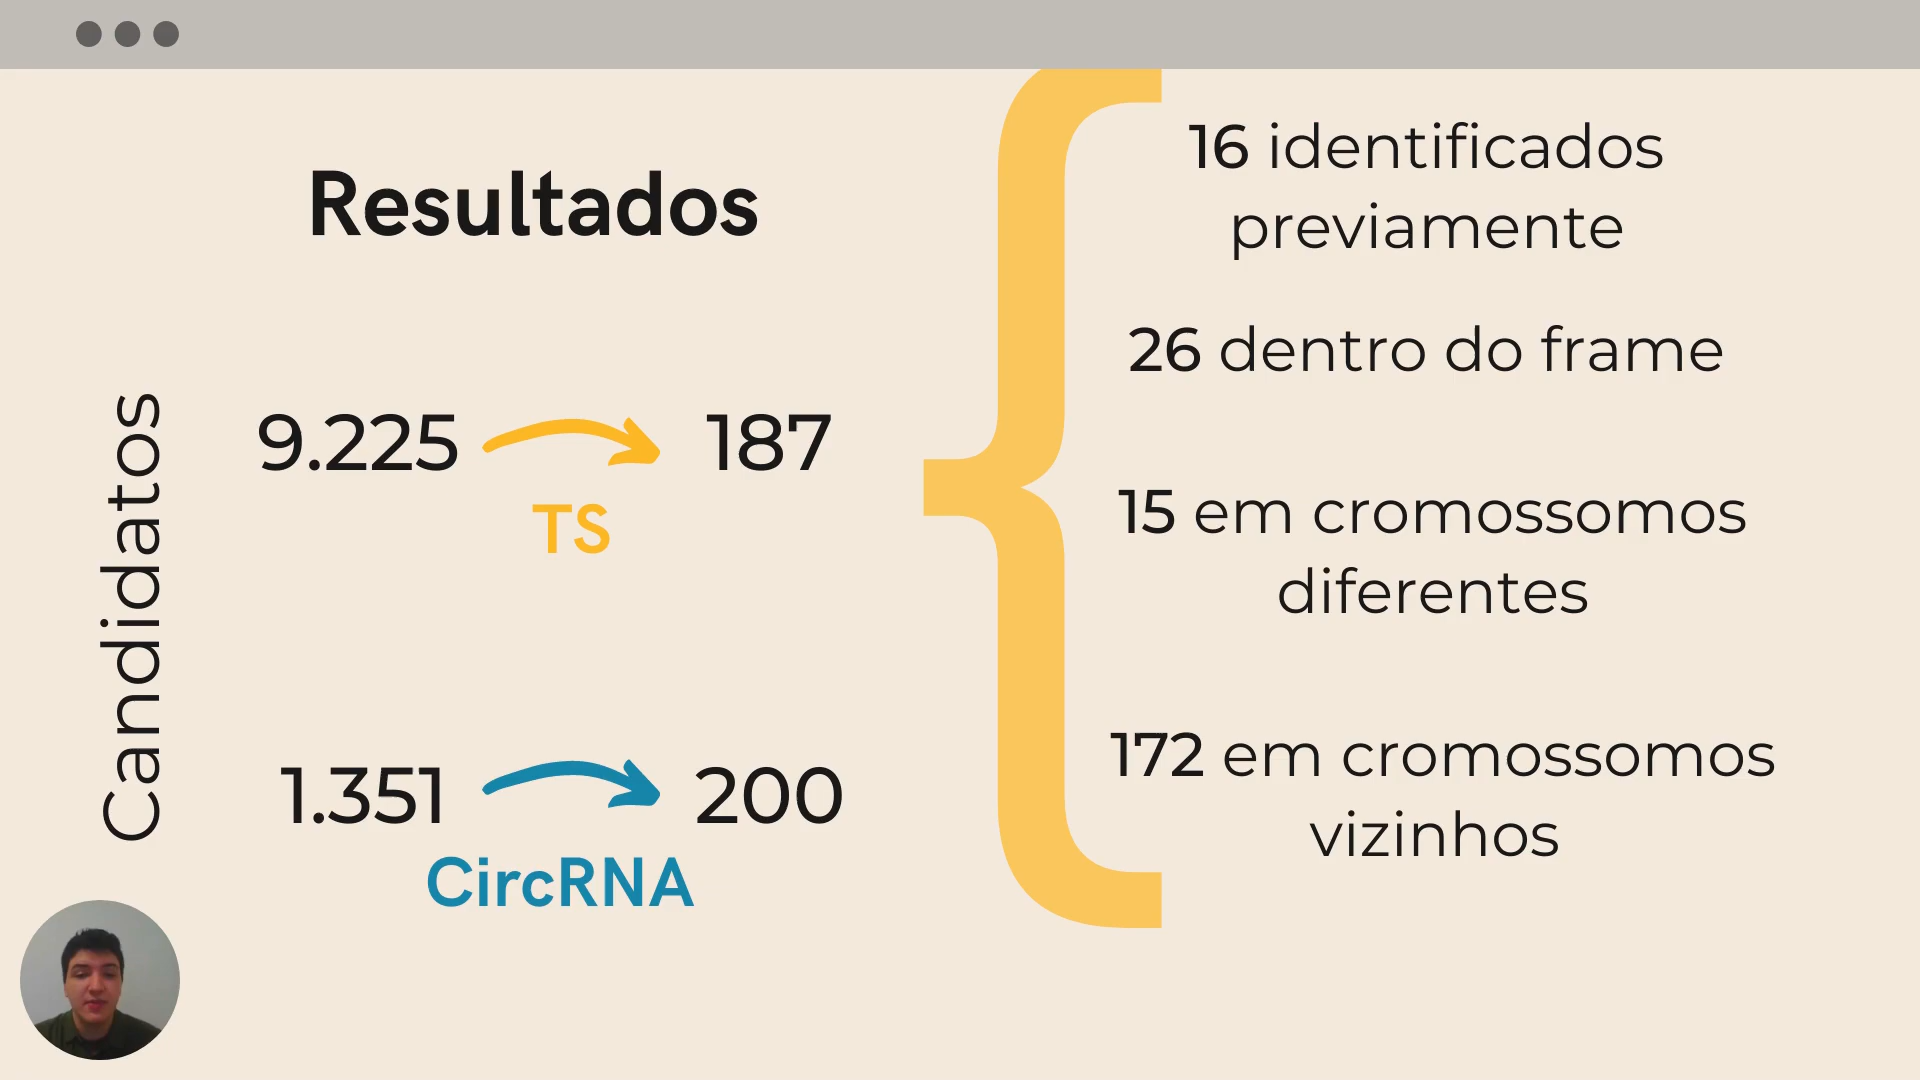 Resultados
Candidatos
9.225
187
TS
1.351
200
CircRNA
16 identificados
previamente
26 dentro do frame
15 em cromossomos
diferentes
172 em cromossomos
vizinhos